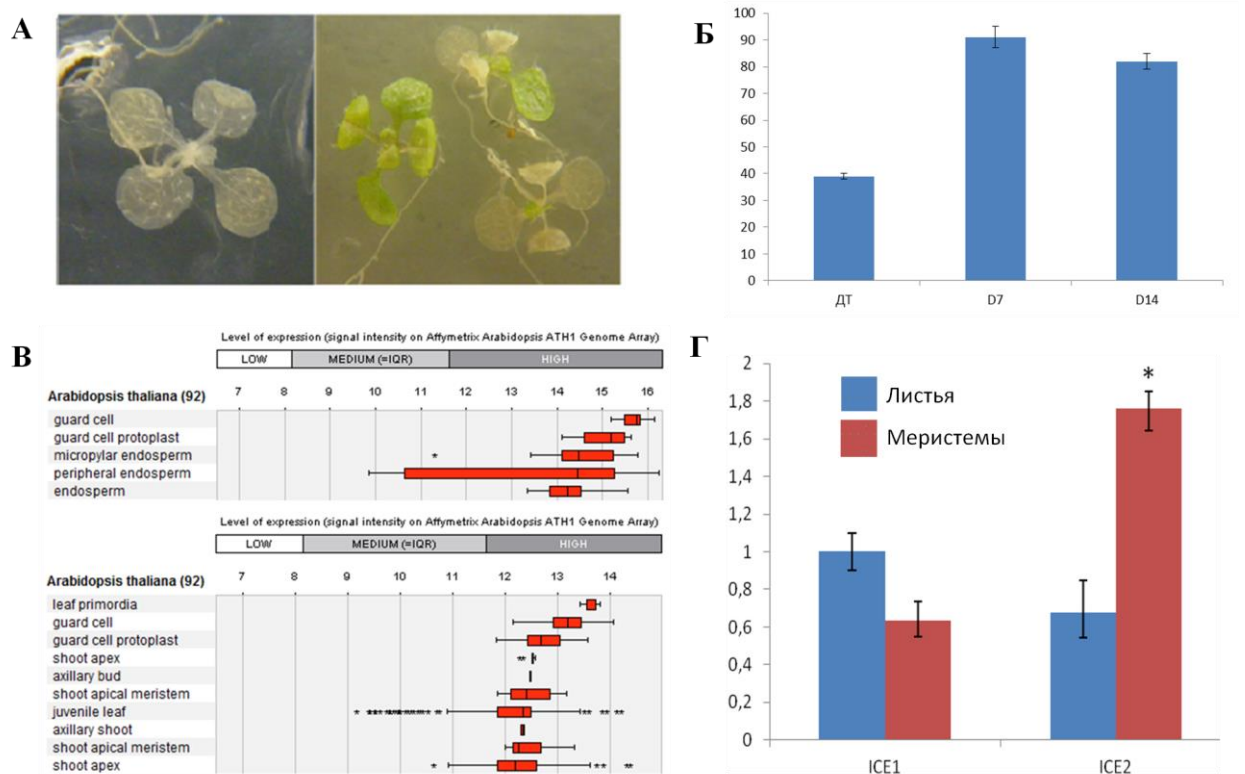 А
Б
100
90
80
70
60
50
40
30
20
10
0
ДТ
D7
D14
В
Level of expression (signal intensity on Affymetrix Arabidopsis ATH1 Genome Array)
LOW MEDIUM (=IQR) HIGH
Arabidopsis thaliana (92) 7 8 9 10 11 12 13 14 15 16
guard cell
guard cell protoplast
micropylar endosperm
*
peripheral endosperm
endosperm
Level of expression (signal intensity on Affymetrix Arabidopsis ATH1 Genome Array)
LOW MEDIUM (=IQR) HIGH
Arabidopsis thaliana (92) 7 8 9 10 11 12 13 14
leaf primordia
guard cell
guard cell protoplast
shoot apex
axillary bud
shoot apical meristem
juvenile leaf
axillary shoot
shoot apical meristem
shoot apex
Г
2
1,8
1,6
1,4
1,2
1
0,8
0,6
0,4
0,2
0
Листья
Меристемы
*
ICE1
ICE2